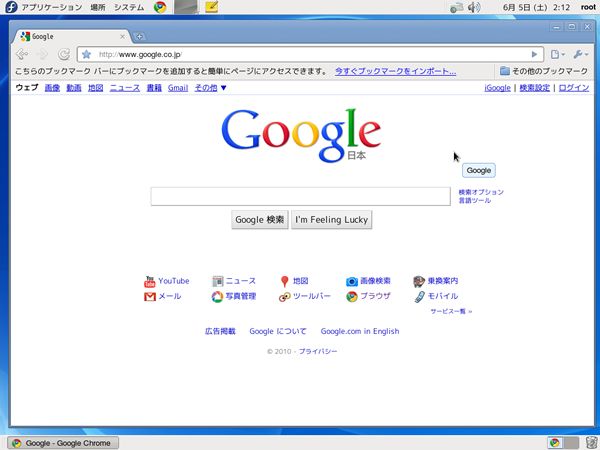 アプリケーション 場所 システム 6月 5日 (土) 2:12 root
Google
http://www.google.co.jp/
こちらのブックマーク バーにブックマークを追加すると簡単にページにアクセスできます。 今すぐブックマークをインポート... その他のブックマーク
ウェブ 画像 動画 地図 ニュース 書籍 Gmail その他 ▼ iGoogle | 検索設定 | ログイン
Google
日本
Google
検索オプション
言語ツール
Google 検索 I'm Feeling Lucky
YouTube ニュース 地図 画像検索 乗換案内
メール 写真管理 ツールバー ブラウザ モバイル
サービス一覧 »
広告掲載 Google について Google.com in English
© 2010 - プライバシー
Google - Google Chrome